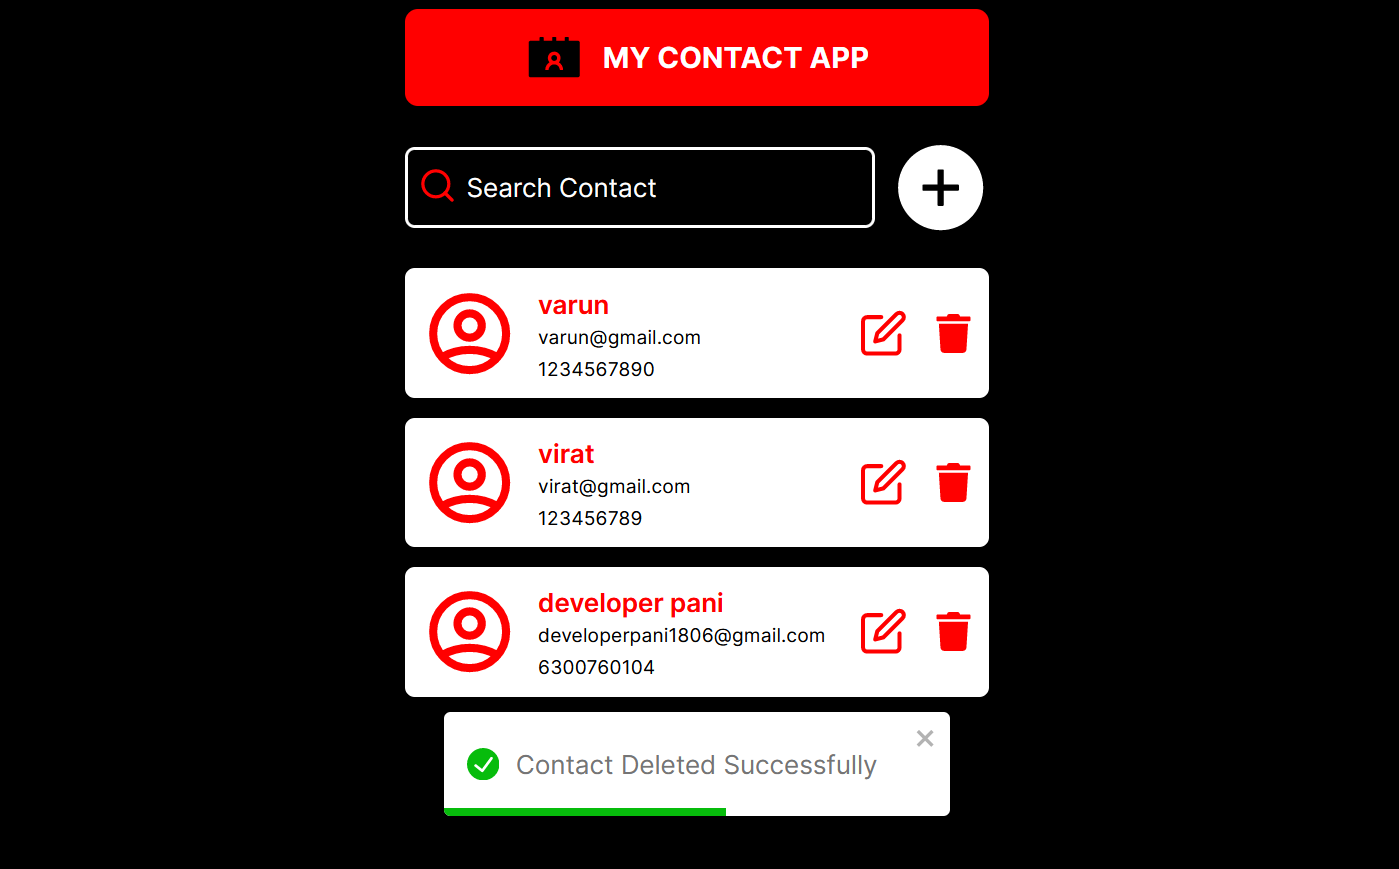 MY CONTACT APP
Search Contact
varun
varun@gmail.com
1234567890
virat
virat@gmail.com
123456789
developer pani
developerpani1806@gmail.com
6300760104
Contact Deleted Successfully